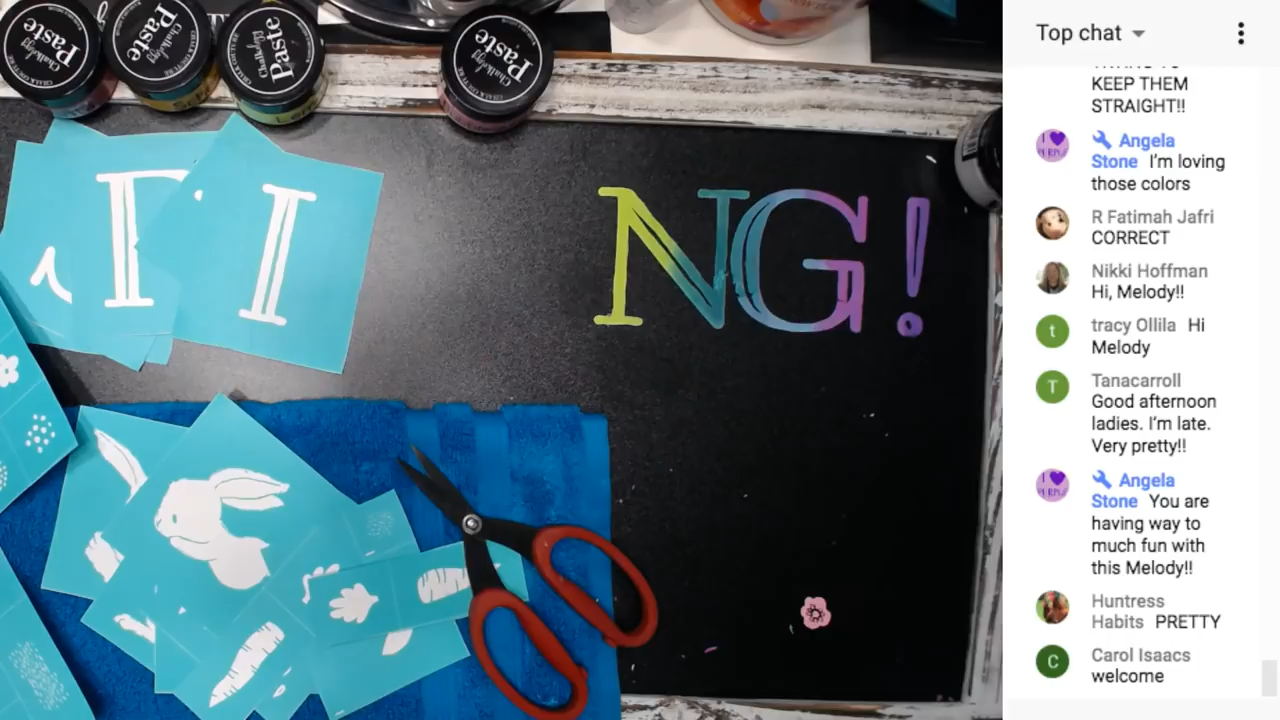 Paste
Chalkology
Paste
Chalkology
Paste
Paste
Chalkology
I
NG!
Top chat
KEEP THEM
STRAIGHT!!
Angela
Stone I'm loving
those colors
R Fatimah Jafri
CORRECT
Nikki Hoffman
Hi, Melody!!
t
tracy Ollila Hi
Melody
T
Tanacarroll
Good afternoon
ladies. I'm late.
Very pretty!!
Angela
Stone You are
having way to
much fun with
this Melody!!
Huntress
Habits PRETTY
C
Carol Isaacs
welcome